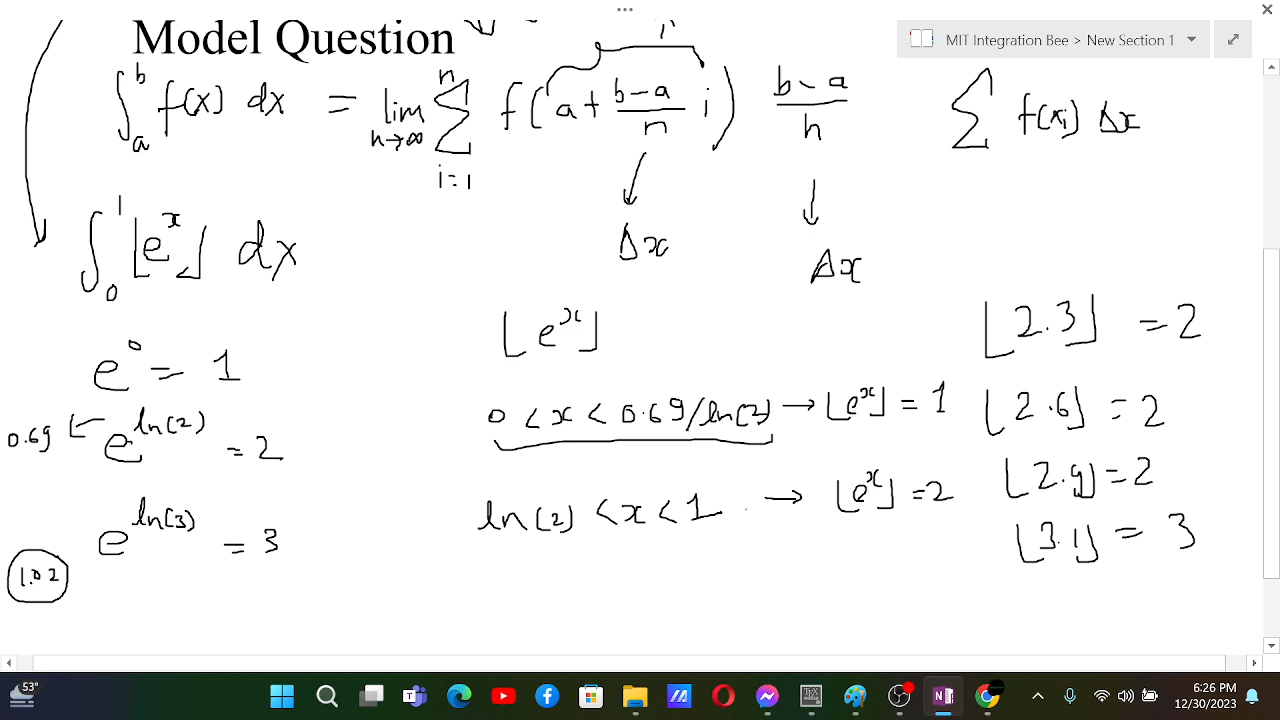 MIT Integration Bee > New Section 1
Model Question
∫_a^b f(x) dx = lim_{n→∞} ∑_{i=1}^n f(a + (b-a)/n i) (b-a)/n
∑ f(xᵢ) Δx
Δx
Δx
∫_0^1 ⌊e^x⌋ dx
e^0 = 1
0.69 ← e^ln(2) = 2
e^ln(3) = 3
1.02
⌊e^x⌋
0 < x < 0.69/ln(2) → ⌊e^x⌋ = 1
ln(2) < x < 1 → ⌊e^x⌋ = 2
⌊2.3⌋ = 2
⌊2.6⌋ = 2
⌊2.9⌋ = 2
⌊3.1⌋ = 3
53°
6:26 PM
12/30/2023